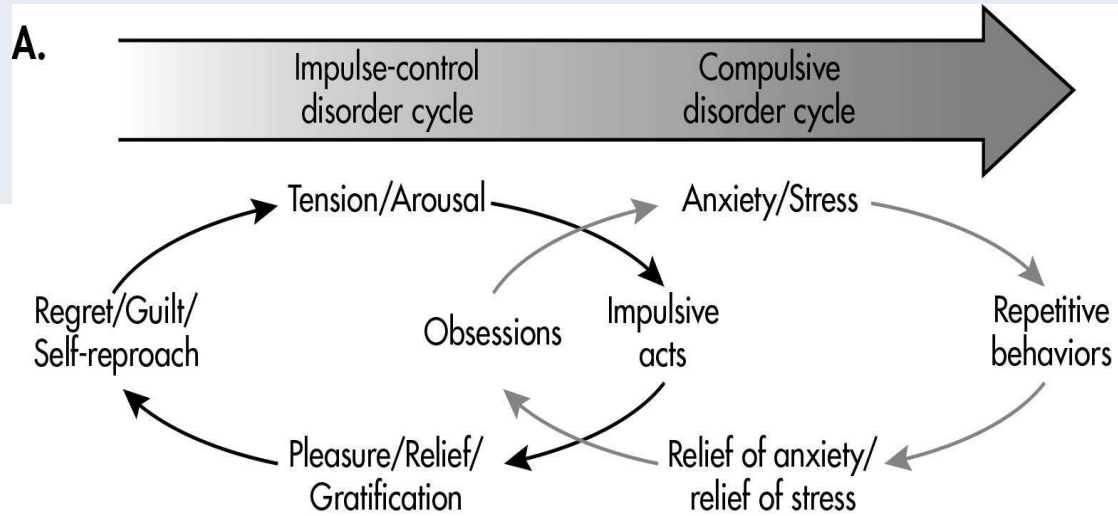 A.
Impulse-control
disorder cycle
Compulsive
disorder cycle
Tension/Arousal
Anxiety/Stress
Regret/Guilt/
Self-reproach
Obsessions
Impulsive
acts
Repetitive
behaviors
Pleasure/Relief/
Gratification
Relief of anxiety/
relief of stress